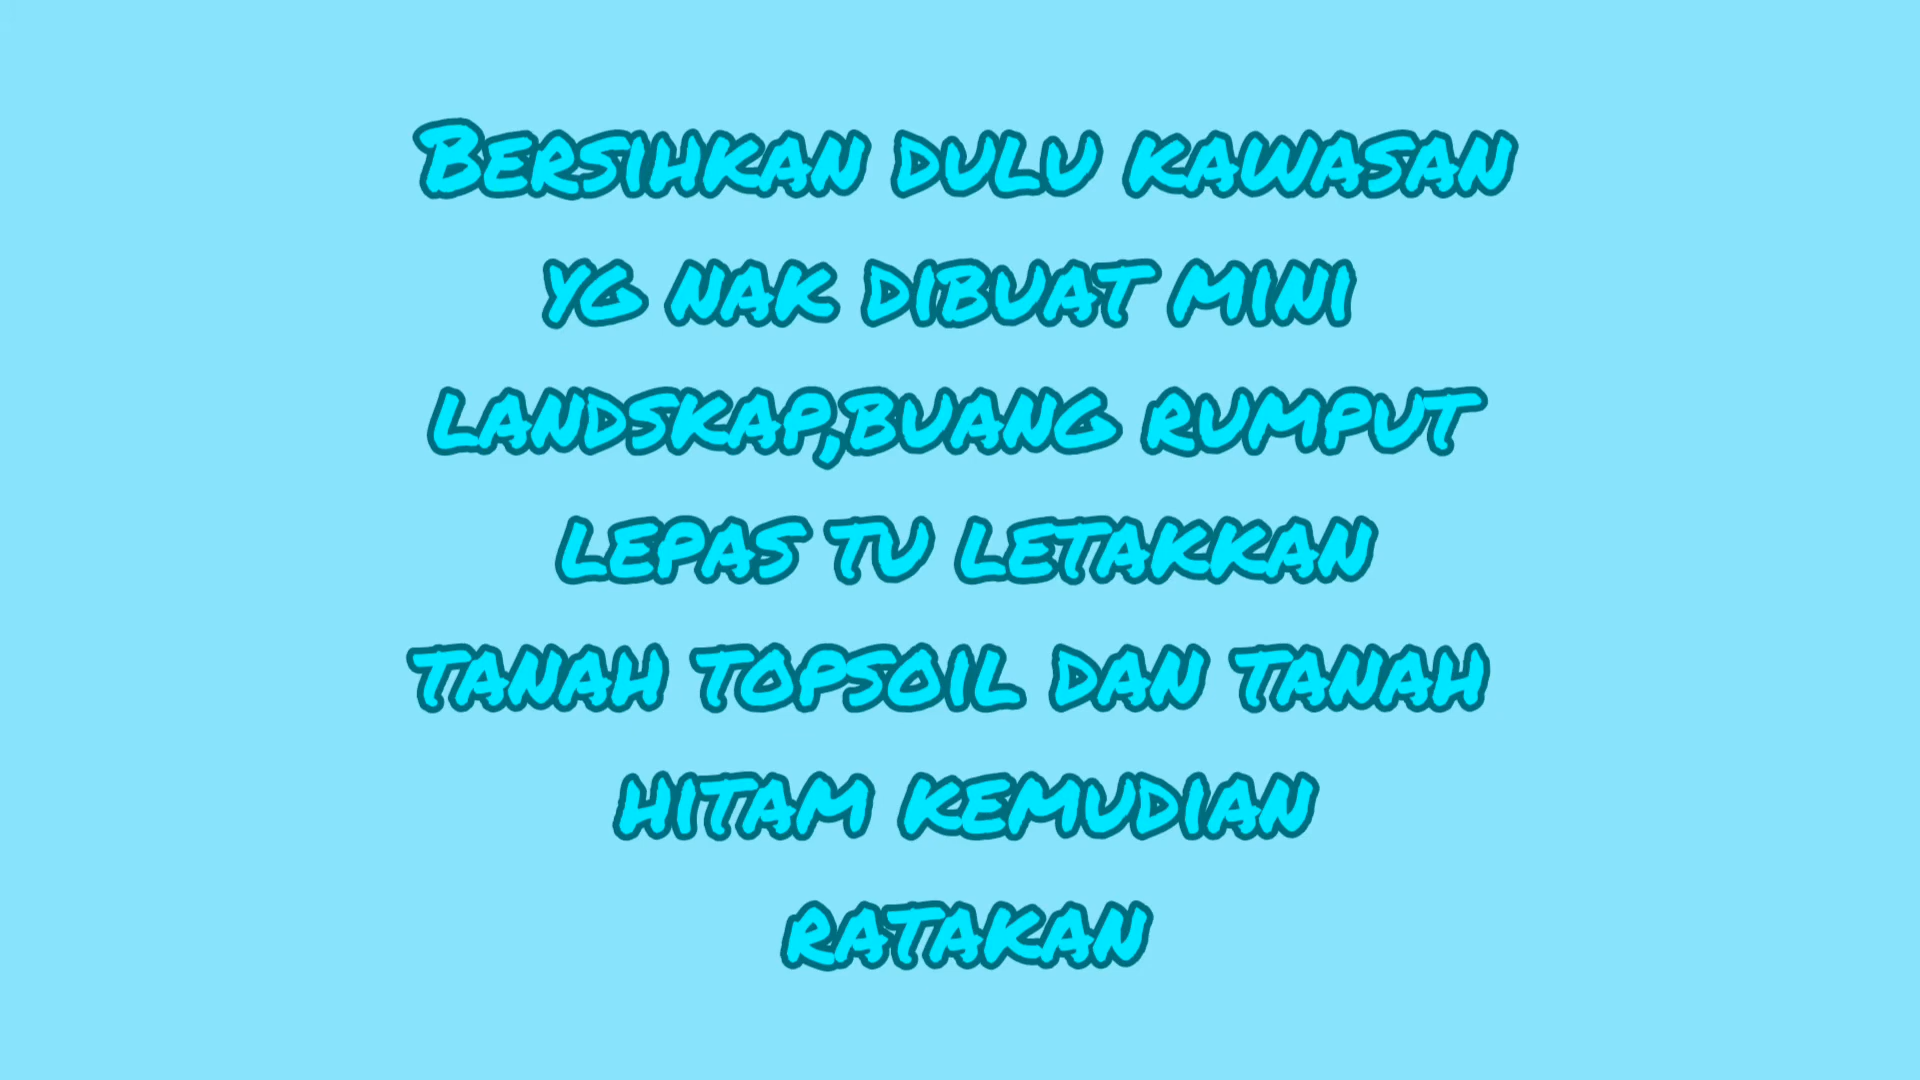 Bersihkan dulu kawasan
yg nak dibuat mini
landskap,buang rumput
lepas tu letakkan
tanah topsoil dan tanah
hitam kemudian
ratakan